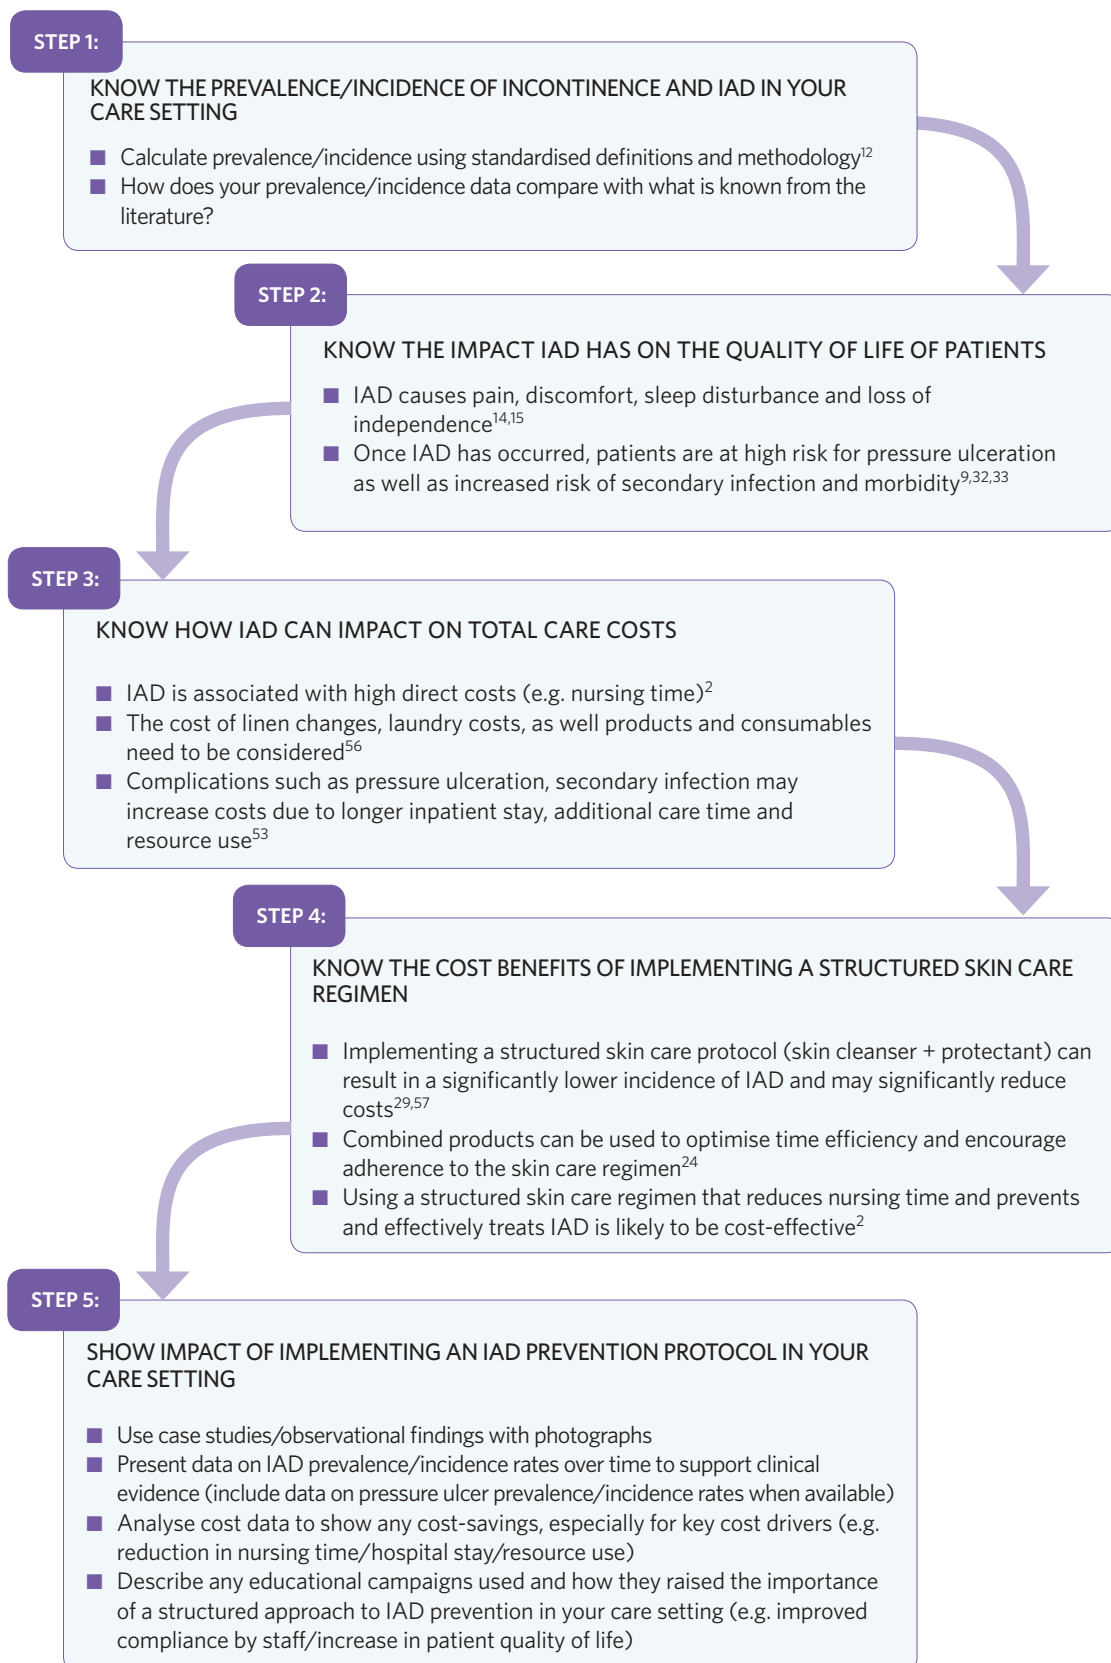 STEP 1:
KNOW THE PREVALENCE/INCIDENCE OF INCONTINENCE AND IAD IN YOUR
CARE SETTING
■ Calculate prevalence/incidence using standardised definitions and methodology¹²
■ How does your prevalence/incidence data compare with what is known from the
literature?
STEP 2:
KNOW THE IMPACT IAD HAS ON THE QUALITY OF LIFE OF PATIENTS
■ IAD causes pain, discomfort, sleep disturbance and loss of
independence¹⁴,¹⁵
■ Once IAD has occurred, patients are at high risk for pressure ulceration
as well as increased risk of secondary infection and morbidity⁹,³²,³³
STEP 3:
KNOW HOW IAD CAN IMPACT ON TOTAL CARE COSTS
■ IAD is associated with high direct costs (e.g. nursing time)²
■ The cost of linen changes, laundry costs, as well products and consumables
need to be considered⁵⁶
■ Complications such as pressure ulceration, secondary infection may
increase costs due to longer inpatient stay, additional care time and
resource use⁵³
STEP 4:
KNOW THE COST BENEFITS OF IMPLEMENTING A STRUCTURED SKIN CARE
REGIMEN
■ Implementing a structured skin care protocol (skin cleanser + protectant) can
result in a significantly lower incidence of IAD and may significantly reduce
costs²⁹,⁵⁷
■ Combined products can be used to optimise time efficiency and encourage
adherence to the skin care regimen²⁴
■ Using a structured skin care regimen that reduces nursing time and prevents
and effectively treats IAD is likely to be cost-effective²
STEP 5:
SHOW IMPACT OF IMPLEMENTING AN IAD PREVENTION PROTOCOL IN YOUR
CARE SETTING
■ Use case studies/observational findings with photographs
■ Present data on IAD prevalence/incidence rates over time to support clinical
evidence (include data on pressure ulcer prevalence/incidence rates when available)
■ Analyse cost data to show any cost-savings, especially for key cost drivers (e.g.
reduction in nursing time/hospital stay/resource use)
■ Describe any educational campaigns used and how they raised the importance
of a structured approach to IAD prevention in your care setting (e.g. improved
compliance by staff/increase in patient quality of life)